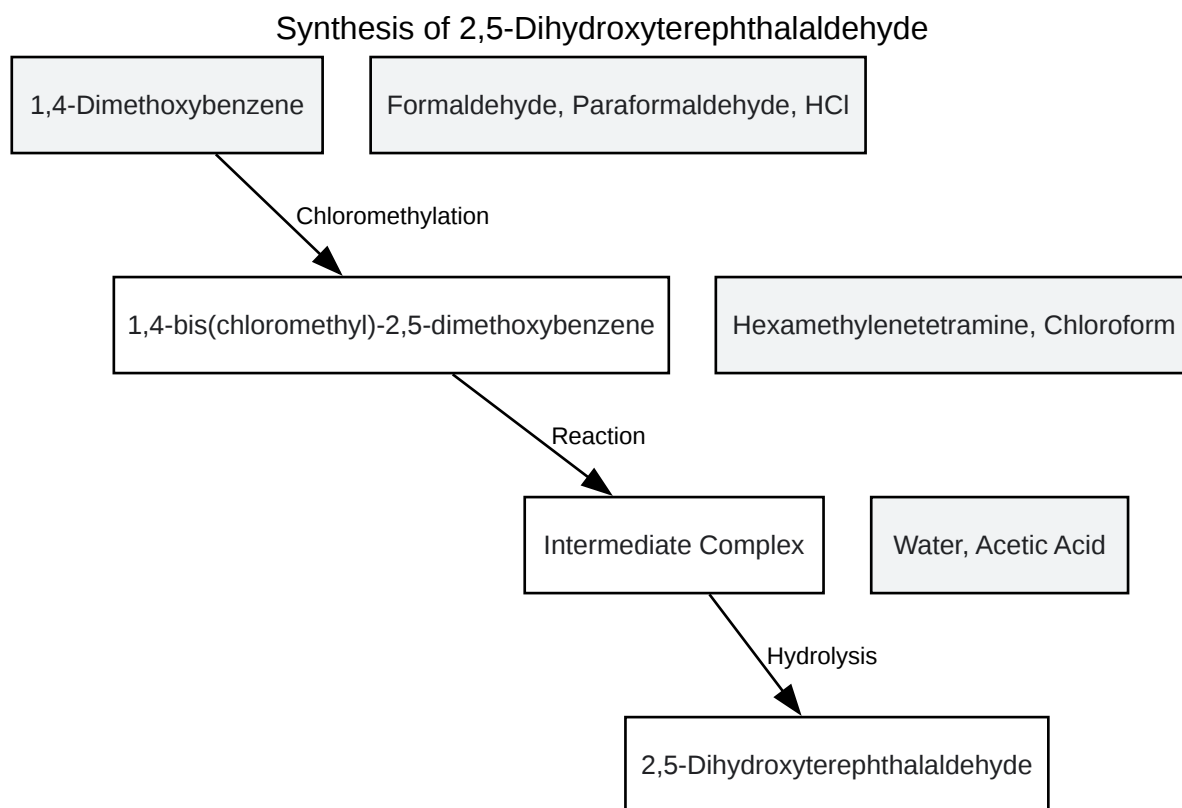 Synthesis of 2,5-Dihydroxyterephthalaldehyde
1,4-Dimethoxybenzene
Formaldehyde, Paraformaldehyde, HCl
Chloromethylation
1,4-bis(chloromethyl)-2,5-dimethoxybenzene
Hexamethylenetetramine, Chloroform
Reaction
Intermediate Complex
Water, Acetic Acid
Hydrolysis
2,5-Dihydroxyterephthalaldehyde